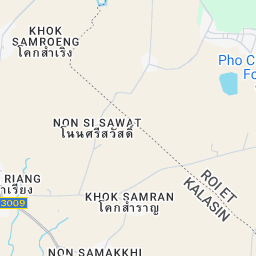 KHOK
SAMROENG
โคกสำเริง
Pho C
Fo
NON SI SAWAT
โนนศรีสวัสดิ์
ROI ET
KALASIN
RIANG
าเรียง
3009
KHOK SAMRAN
โคกสำราญ
NON SAMAKKHI